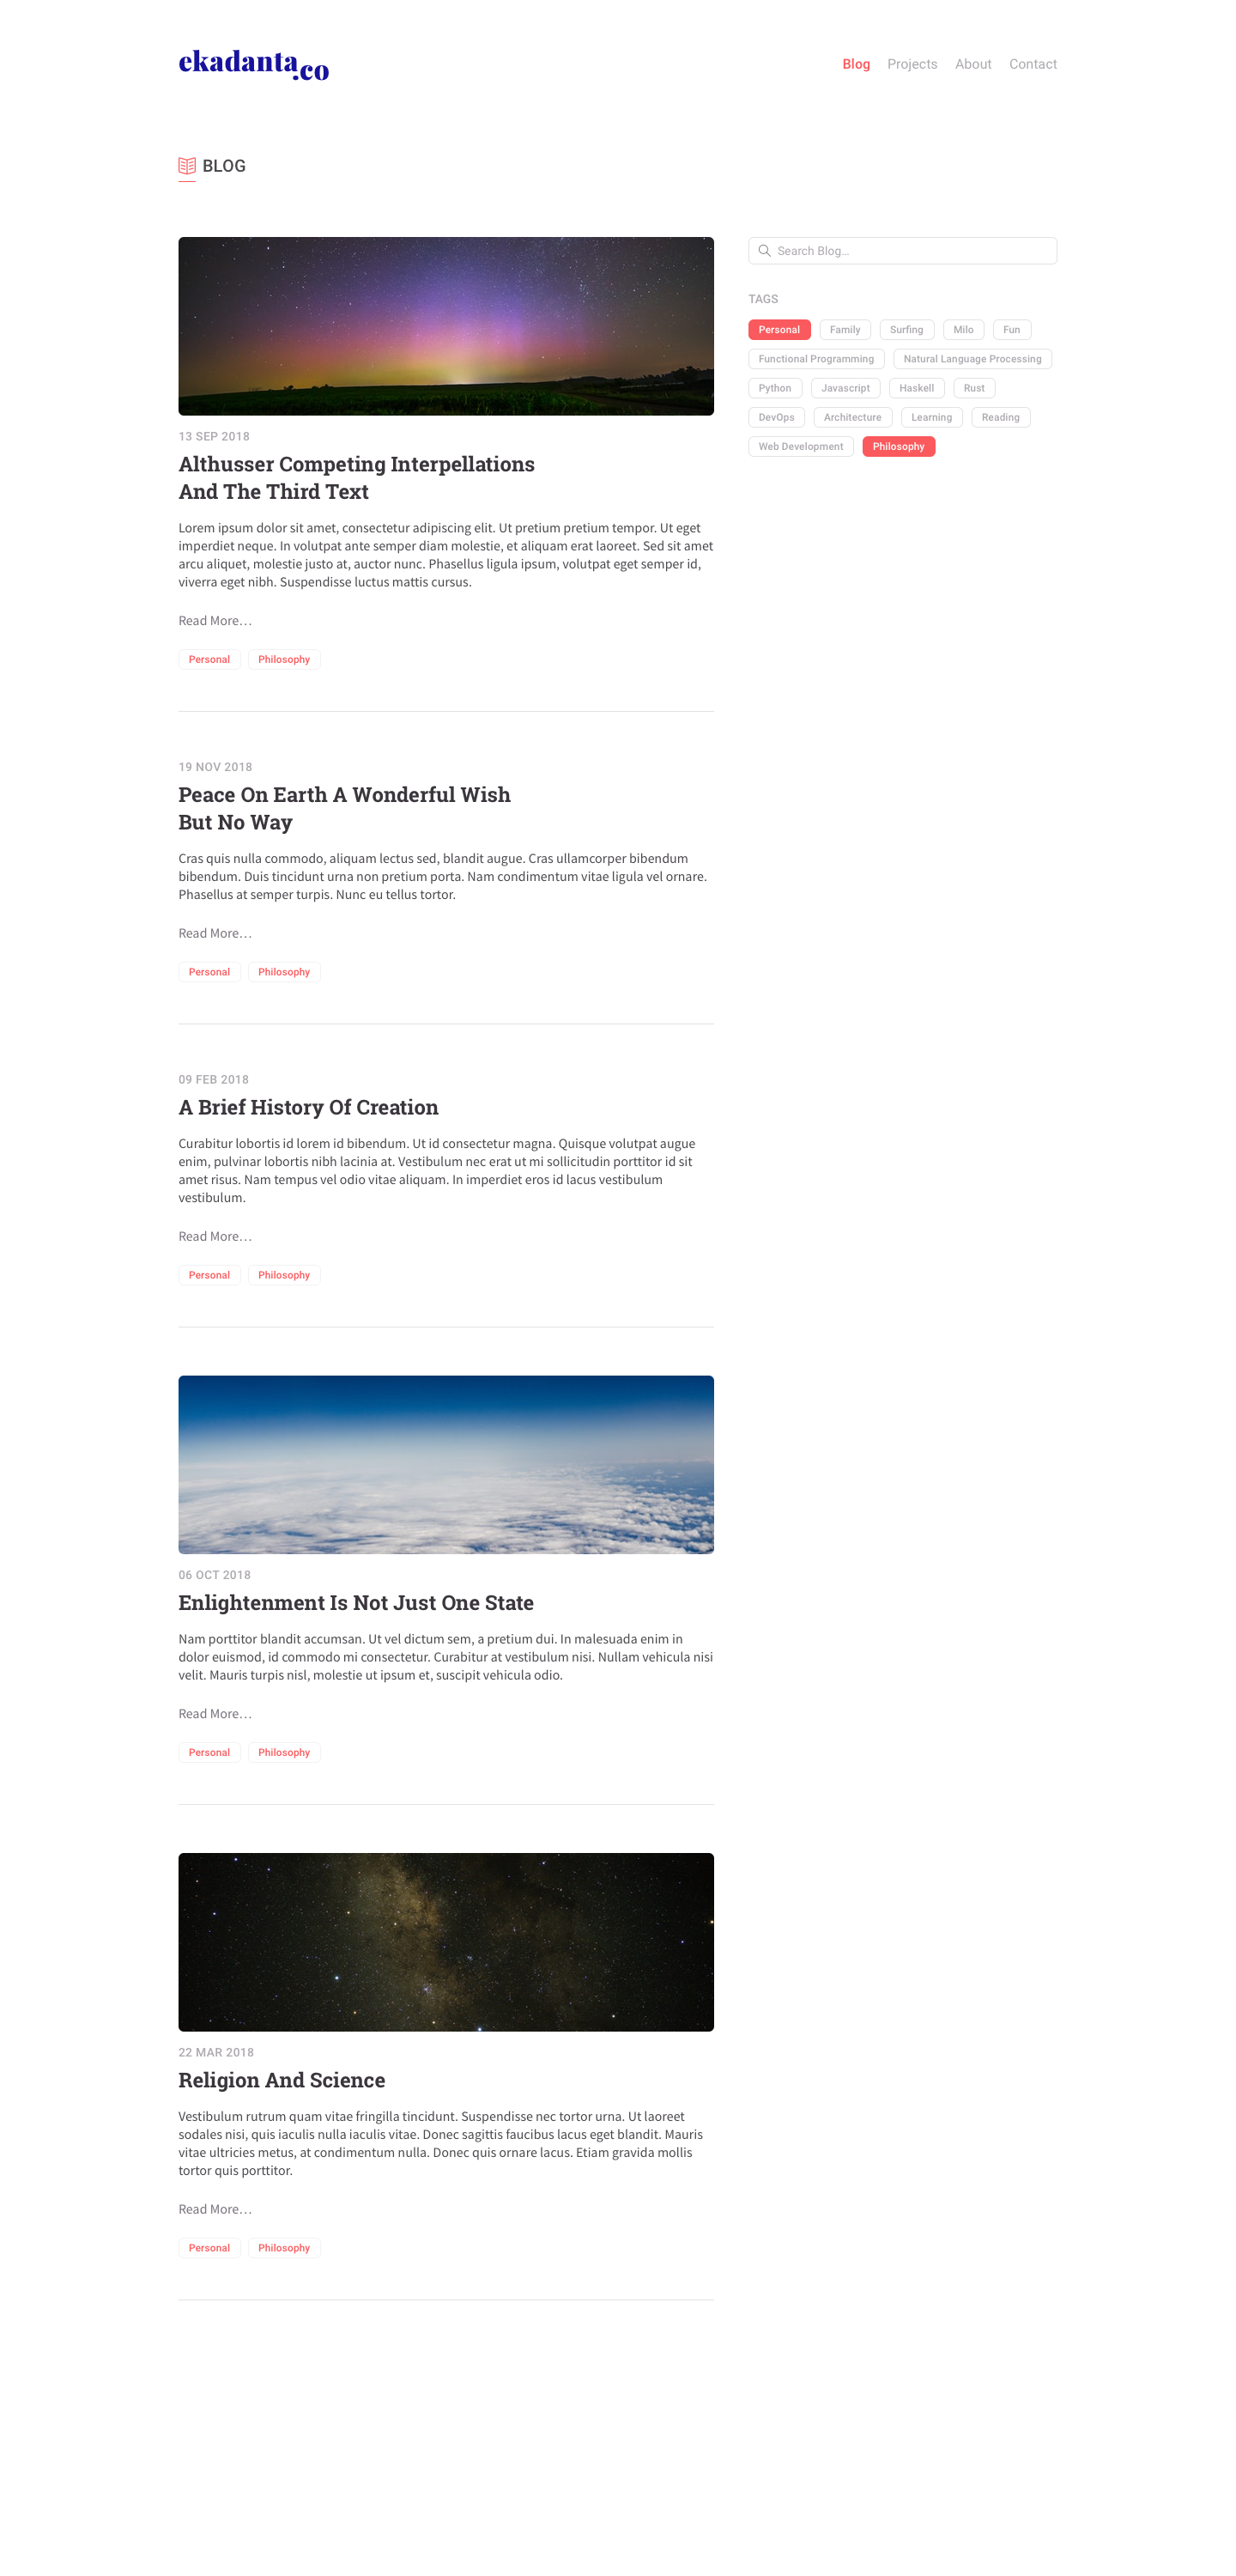 ekadanta.co
Blog Projects About Contact
BLOG
Search Blog...
TAGS
Personal Family Surfing Milo Fun
Functional Programming Natural Language Processing
Python Javascript Haskell Rust
DevOps Architecture Learning Reading
Web Development Philosophy
13 SEP 2018
Althusser Competing Interpellations
And The Third Text
Lorem ipsum dolor sit amet, consectetur adipiscing elit. Ut pretium pretium tempor. Ut eget
imperdiet neque. In volutpat ante semper diam molestie, et aliquam erat laoreet. Sed sit amet
arcu aliquet, molestie justo at, auctor nunc. Phasellus ligula ipsum, volutpat eget semper id,
viverra eget nibh. Suspendisse luctus mattis cursus.
Read More...
Personal Philosophy
19 NOV 2018
Peace On Earth A Wonderful Wish
But No Way
Cras quis nulla commodo, aliquam lectus sed, blandit augue. Cras ullamcorper bibendum
bibendum. Duis tincidunt urna non pretium porta. Nam condimentum vitae ligula vel ornare.
Phasellus at semper turpis. Nunc eu tellus tortor.
Read More...
Personal Philosophy
09 FEB 2018
A Brief History Of Creation
Curabitur lobortis id lorem id bibendum. Ut id consectetur magna. Quisque volutpat augue
enim, pulvinar lobortis nibh lacinia at. Vestibulum nec erat ut mi sollicitudin porttitor id sit
amet risus. Nam tempus vel odio vitae aliquam. In imperdiet eros id lacus vestibulum
vestibulum.
Read More...
Personal Philosophy
06 OCT 2018
Enlightenment Is Not Just One State
Nam porttitor blandit accumsan. Ut vel dictum sem, a pretium dui. In malesuada enim in
dolor euismod, id commodo mi consectetur. Curabitur at vestibulum nisi. Nullam vehicula nisi
velit. Mauris turpis nisl, molestie ut ipsum et, suscipit vehicula odio.
Read More...
Personal Philosophy
22 MAR 2018
Religion And Science
Vestibulum rutrum quam vitae fringilla tincidunt. Suspendisse nec tortor urna. Ut laoreet
sodales nisi, quis iaculis nulla iaculis vitae. Donec sagittis faucibus lacus eget blandit. Mauris
vitae ultricies metus, at condimentum nulla. Donec quis ornare lacus. Etiam gravida mollis
tortor quis porttitor.
Read More...
Personal Philosophy